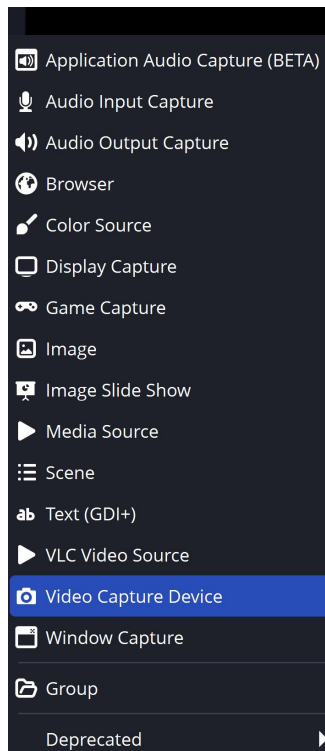 Application Audio Capture (BETA)
Audio Input Capture
Audio Output Capture
Browser
Color Source
Display Capture
Game Capture
Image
Image Slide Show
Media Source
Scene
ab Text (GDI+)
VLC Video Source
Video Capture Device
Window Capture
Group
Deprecated